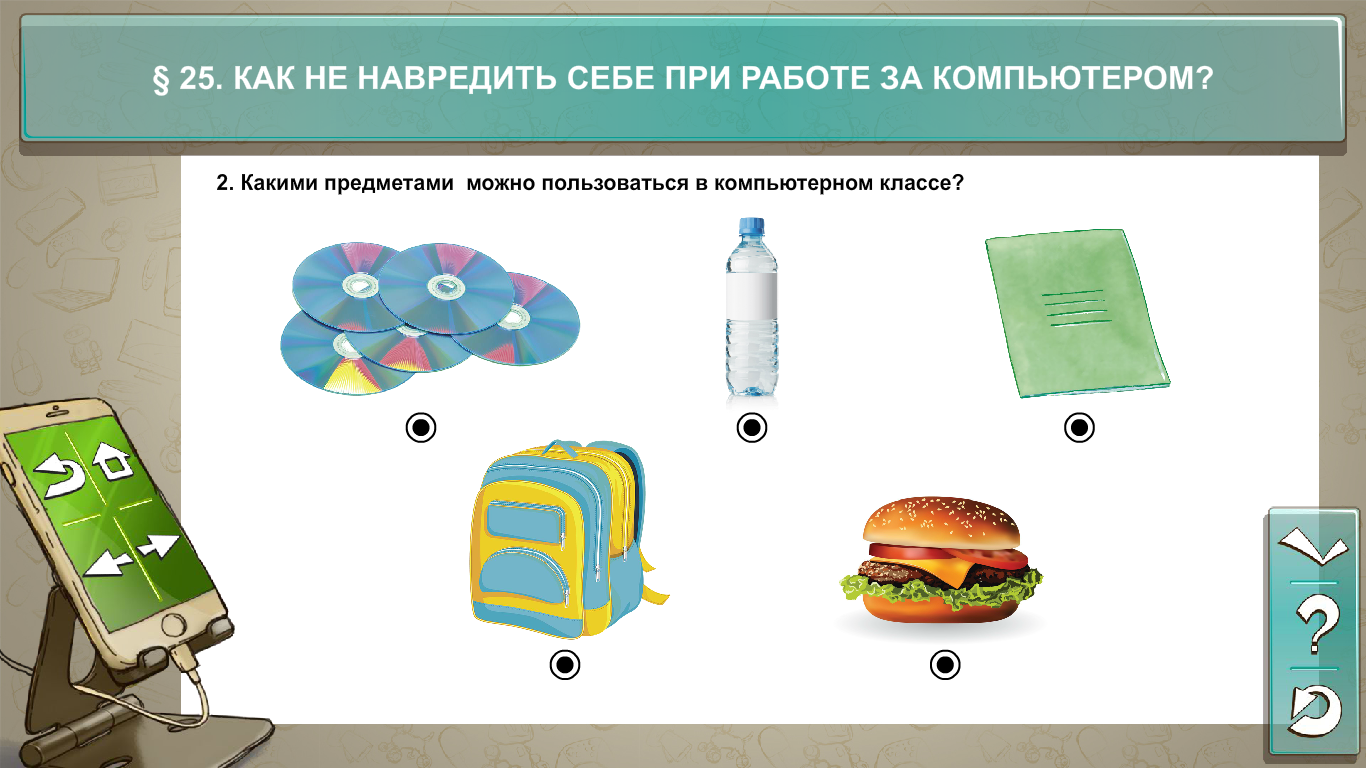 § 25. КАК НЕ НАВРЕДИТЬ СЕБЕ ПРИ РАБОТЕ ЗА КОМПЬЮТЕРОМ?
2. Какими предметами можно пользоваться в компьютерном классе?
?